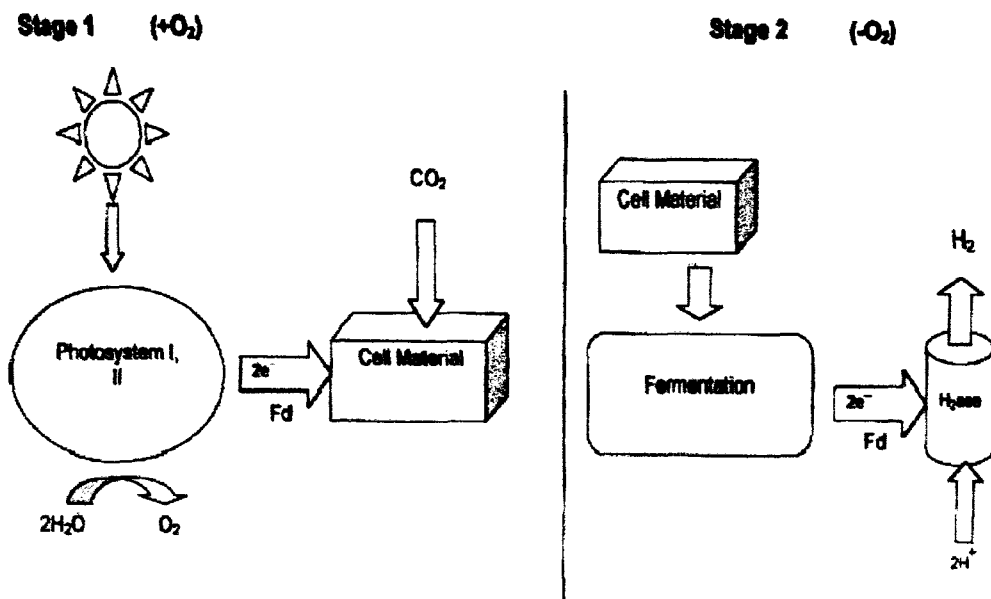 Stage 1 (+O₂)
Stage 2 (-O₂)
CO₂
Photosystem I,
II
2e⁻
Fd
Cell Material
2H₂O
O₂
Cell Material
Fermentation
2e⁻
Fd
H₂
H₂ase
2H⁺